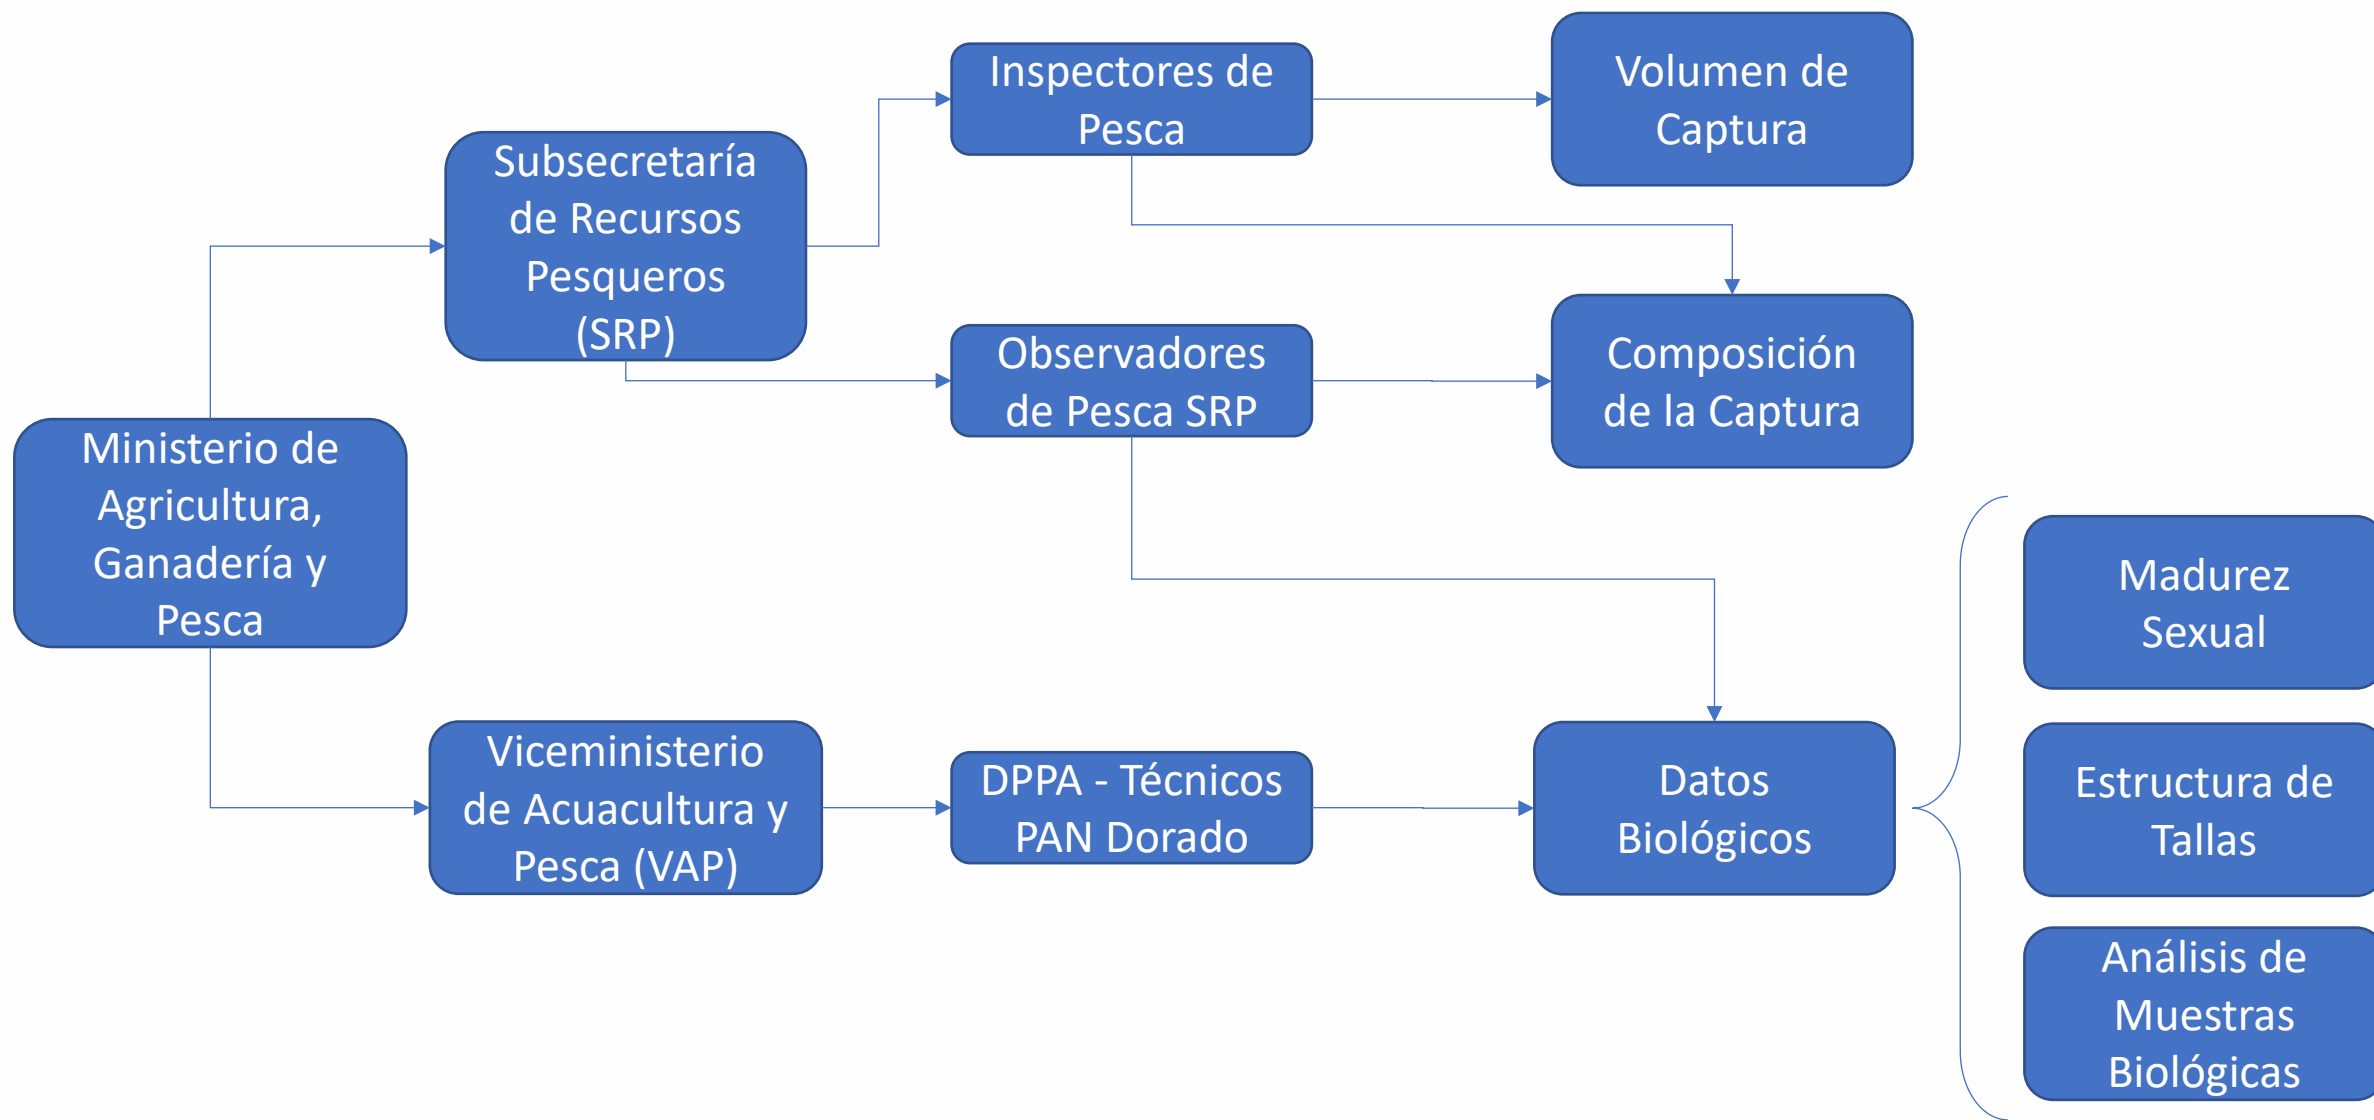 Inspectores de
Pesca
Volumen de
Captura
Subsecretaría
de Recursos
Pesqueros
(SRP)
Observadores
de Pesca SRP
Composición
de la Captura
Ministerio de
Agricultura,
Ganadería y
Pesca
Madurez
Sexual
Viceministerio
de Acuacultura y
Pesca (VAP)
DPPA - Técnicos
PAN Dorado
Datos
Biológicos
Estructura de
Tallas
Análisis de
Muestras
Biológicas